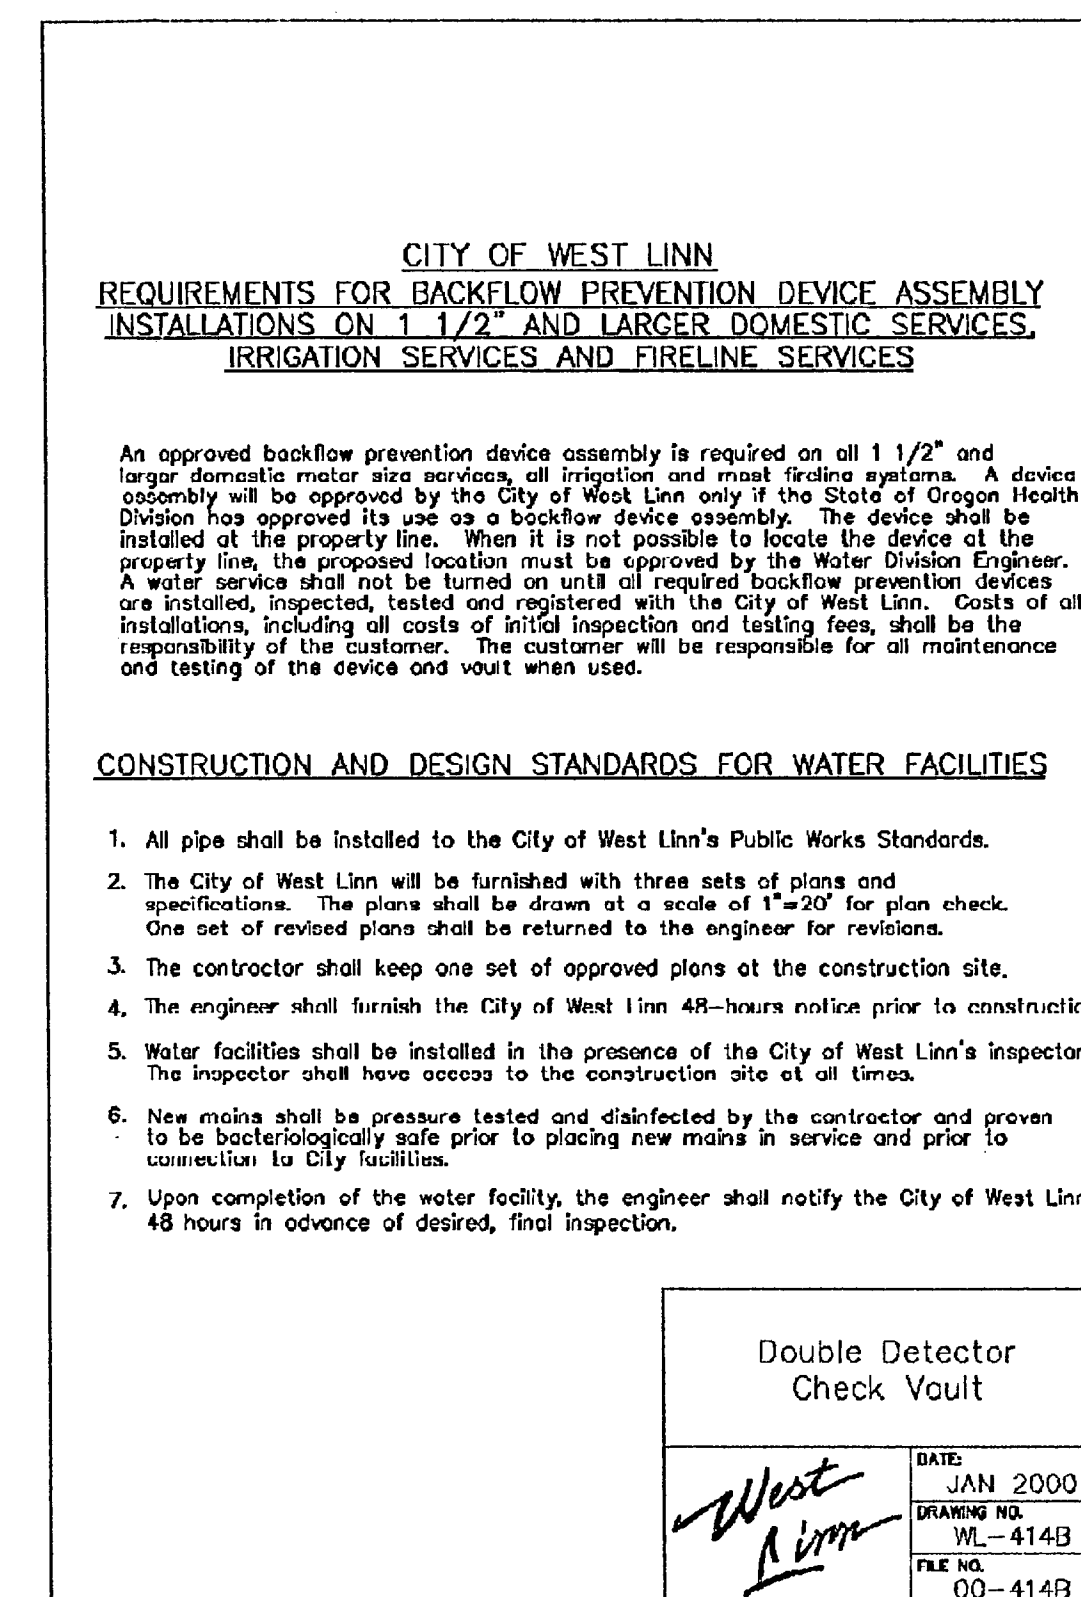 CITY OF WEST LINN
REQUIREMENTS FOR BACKFLOW PREVENTION DEVICE ASSEMBLY
INSTALLATIONS ON 1 1/2" AND LARGER DOMESTIC SERVICES,
IRRIGATION SERVICES AND FIRELINE SERVICES
An approved backflow prevention device assembly is required on all 1 1/2" and
larger domestic meter size services, all irrigation and most fireline systems. A device
assembly will be approved by the City of West Linn only if the State of Oregon Health
Division has approved its use as a backflow device assembly. The device shall be
installed at the property line. When it is not possible to locate the device at the
property line, the proposed location must be approved by the Water Division Engineer.
A water service shall not be turned on until all required backflow prevention devices
are installed, inspected, tested and registered with the City of West Linn. Costs of all
installations, including all costs of initial inspection and testing fees, shall be the
responsibility of the customer. The customer will be responsible for all maintenance
and testing of the device and vault when used.
CONSTRUCTION AND DESIGN STANDARDS FOR WATER FACILITIES
1. All pipe shall be installed to the City of West Linn's Public Works Standards.
2. The City of West Linn will be furnished with three sets of plans and
specifications. The plans shall be drawn at a scale of 1"=20' for plan check.
One set of revised plans shall be returned to the engineer for revisions.
3. The contractor shall keep one set of approved plans at the construction site.
4. The engineer shall furnish the City of West Linn 48-hours notice prior to constructio
5. Water facilities shall be installed in the presence of the City of West Linn's inspector
The inspector shall have access to the construction site at all times.
6. New mains shall be pressure tested and disinfected by the contractor and proven
to be bacteriologically safe prior to placing new mains in service and prior to
connection to City facilities.
7. Upon completion of the water facility, the engineer shall notify the City of West Linn
48 hours in advance of desired, final inspection.
Double Detector
Check Vault
West
Linn
DATE:
JAN 2000
DRAWING NO.
WL-414B
FILE NO.
00-414B